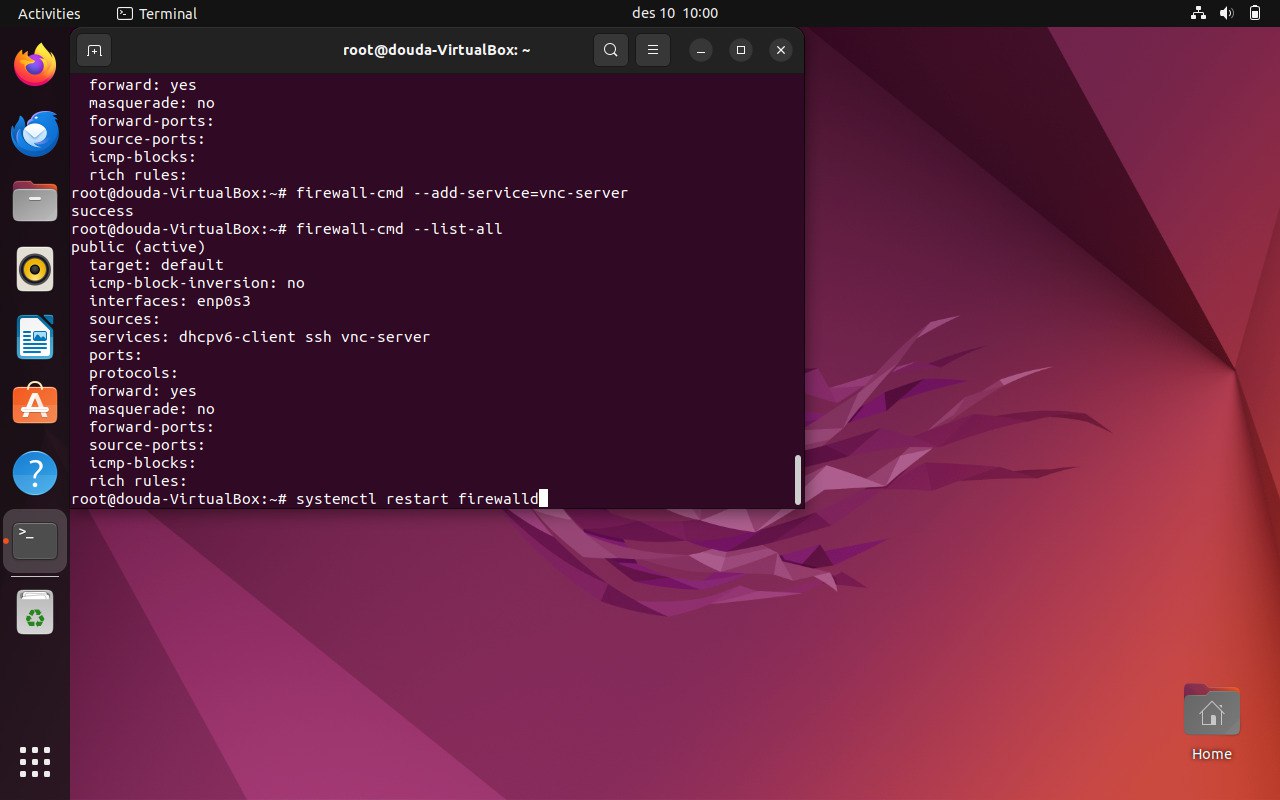 Activities Terminal des 10 10:00
root@douda-VirtualBox: ~
forward: yes
masquerade: no
forward-ports:
source-ports:
icmp-blocks:
rich rules:
root@douda-VirtualBox:~# firewall-cmd --add-service=vnc-server
success
root@douda-VirtualBox:~# firewall-cmd --list-all
public (active)
target: default
icmp-block-inversion: no
interfaces: enp0s3
sources:
services: dhcpv6-client ssh vnc-server
ports:
protocols:
forward: yes
masquerade: no
forward-ports:
source-ports:
icmp-blocks:
rich rules:
root@douda-VirtualBox:~# systemctl restart firewalld
Home